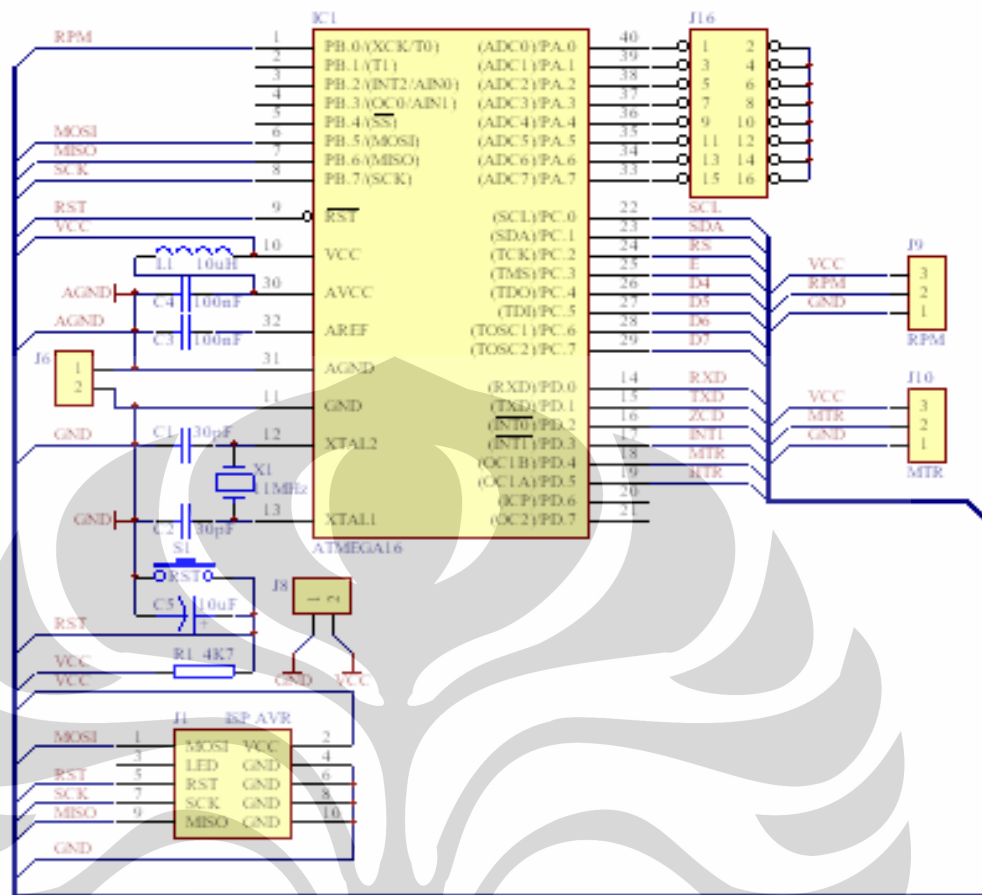 IC1
J16
RPM 1 PB.0/(XCK/T0) (ADC0)/PA.0 40 1 2
2 PB.1/(T1) (ADC1)/PA.1 39 3 4
3 PB.2/(INT2/AIN0) (ADC2)/PA.2 38 5 6
4 PB.3/(OC0/AIN1) (ADC3)/PA.3 37 7 8
5 PB.4/(SS) (ADC4)/PA.4 36 9 10
MOSI 6 PB.5/(MOSI) (ADC5)/PA.5 35 11 12
MISO 7 PB.6/(MISO) (ADC6)/PA.6 34 13 14
SCK 8 PB.7/(SCK) (ADC7)/PA.7 33 15 16
RST 9 RST (SCL)/PC.0 22 SCL
VCC (SDA)/PC.1 23 SDA
10 VCC (TCK)/PC.2 24 RS
L1 10uH (TMS)/PC.3 25 E
AGND 30 AVCC (TDO)/PC.4 26 D4
C4 100nF (TDI)/PC.5 27 D5
AGND 32 AREF (TOSC1)/PC.6 28 D6
C3 100nF (TOSC2)/PC.7 29 D7
J9
VCC 3
RPM 2
GND 1
RPM
J6
1
2
31 AGND
(RXD)/PD.0 14 RXD
11 GND (TXD)/PD.1 15 TXD
(INT0)/PD.2 16 ZCD
GND C1 30pF 12 XTAL2 (INT1)/PD.3 17 INT1
(OC1B)/PD.4 18 MTR
X1
11MHz
(OC1A)/PD.5 19 HTR
(ICP)/PD.6 20
GND 13 XTAL1 (OC2)/PD.7 21
C2 30pF
ATMEGA16
J10
VCC 3
MTR 2
GND 1
MTR
S1
RST
C5 10uF
RST
R1 4K7
VCC
VCC
J8
1 2
GND VCC
J1 ISP AVR
MOSI 1 MOSI VCC 2
3 LED GND 4
RST 5 RST GND 6
SCK 7 SCK GND 8
MISO 9 MISO GND 10
GND